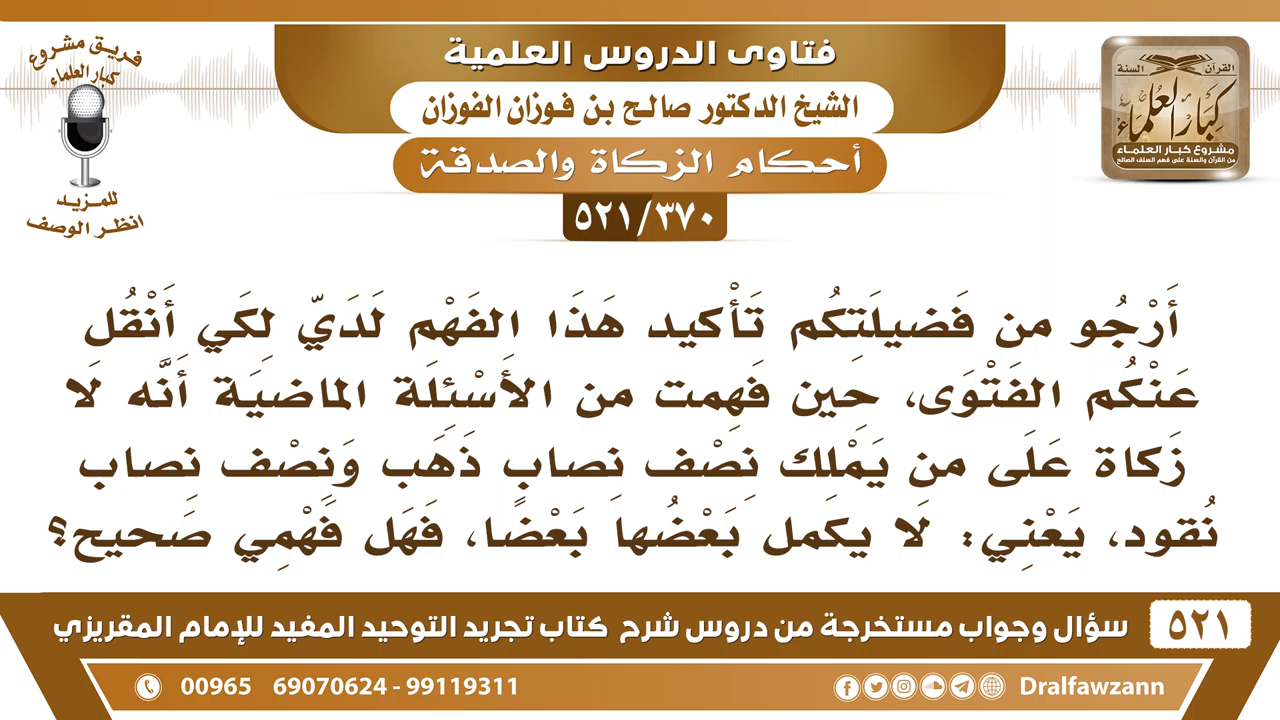 فريق مشروع
كبار العلماء
للمزيد
انظر الوصف
فتاوى الدروس العلمية
الشيخ الدكتور صالح بن فوزان الفوزان
أحكام الزكاة والصدقة
٥٢١/٣٧٠
القرآن السنة
كبار العلماء
مشروع كبار العلماء
من القرآن والسنة على فهم السلف الصالح
أَرْجُو من فَضيلَتكُم تَأْكيد هَذَا الفَهْم لَدَيّ لكَي أَنْقُل
عَنْكُم الفَتْوَى، حَين فَهمت من الأَسْئلَة الماضيَة أَنَّه لَا
زَكاة عَلَى من يَمْلك نصْف نصابٍ ذَهَب وَنصْف نصاب
نُقود، يَعْنِي: لَا يكمل بَعْضُها بَعْضًا، فَهَل فَهْمِي صَحيح؟
٥٢١ سؤال وجواب مستخرجة من دروس شرح كتاب تجريد التوحيد المفيد للإمام المقريزي
00965 69070624 - 99119311
Dralfawzann